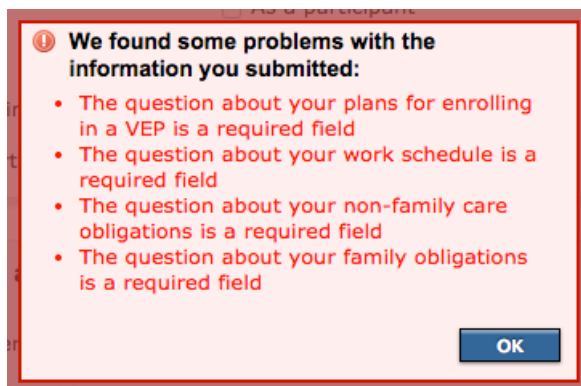 As a participant
We found some problems with the
information you submitted:
• The question about your plans for enrolling
in a VEP is a required field
• The question about your work schedule is a
required field
• The question about your non-family care
obligations is a required field
• The question about your family obligations
is a required field
OK